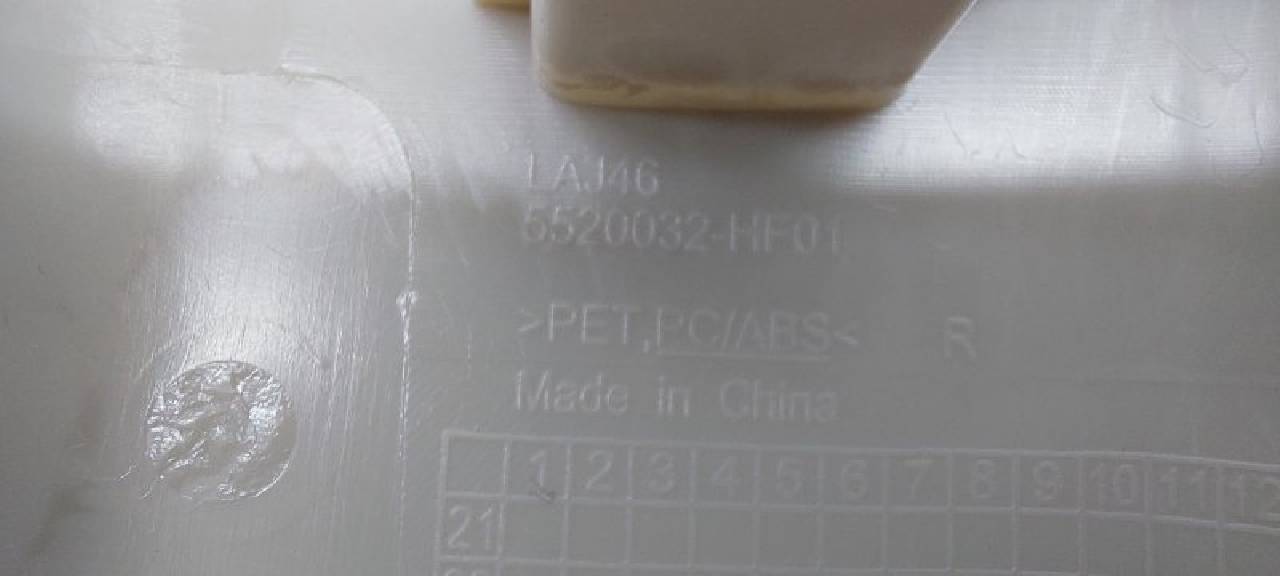 LAJ46
5520032-HF01
>PET,PC//ABS< R
Made in China
1 2 3 4 5 6 7 8 9 10 11 12
21